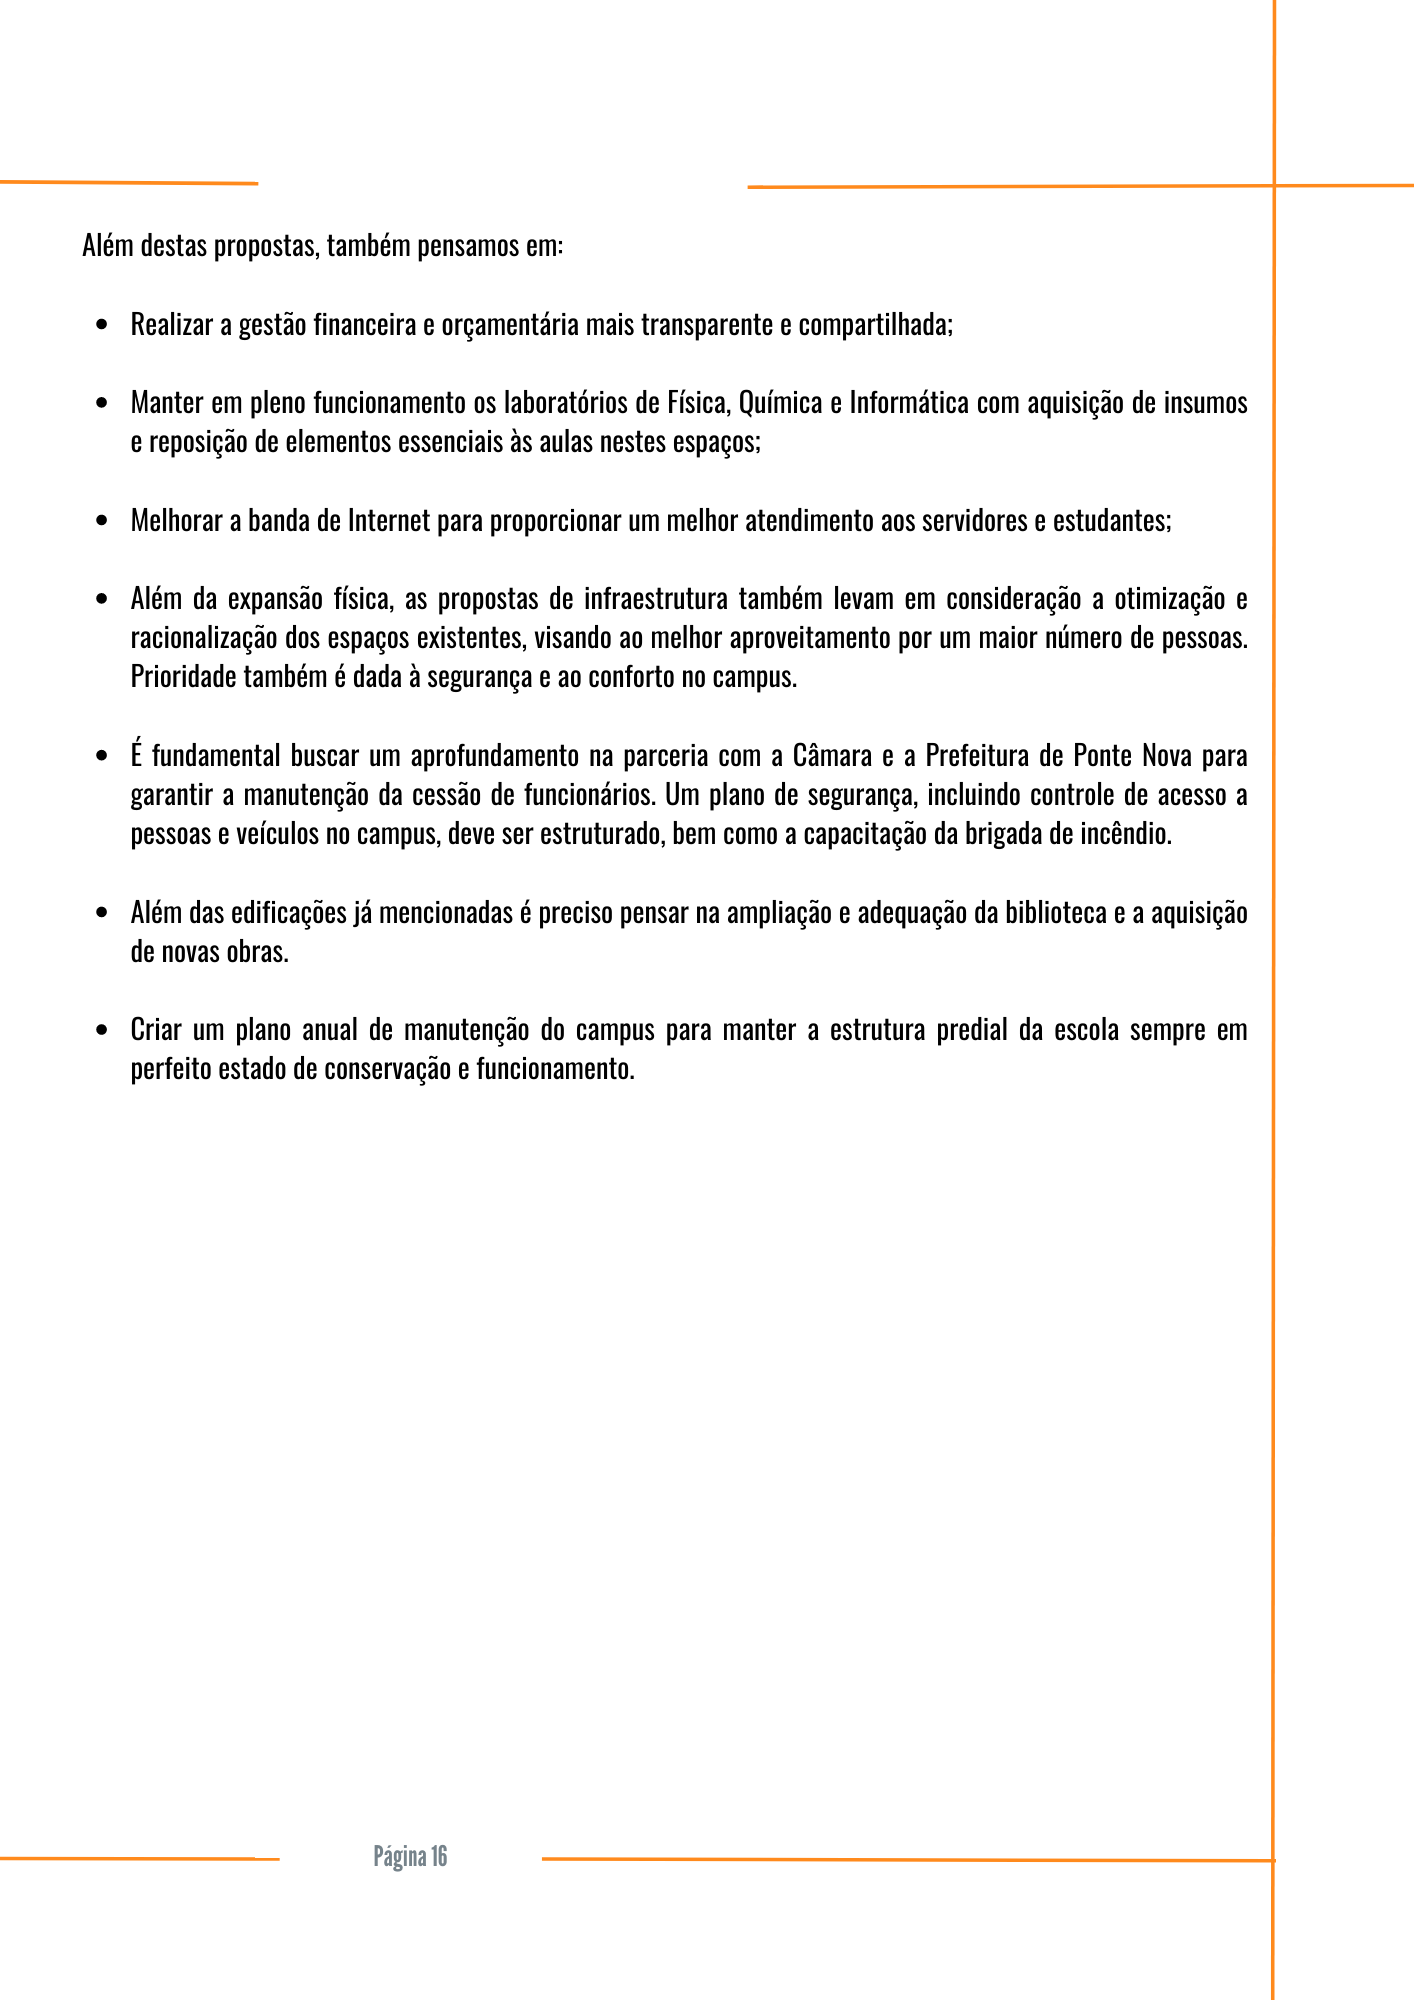 Além destas propostas, também pensamos em:
• Realizar a gestão financeira e orçamentária mais transparente e compartilhada;
• Manter em pleno funcionamento os laboratórios de Física, Química e Informática com aquisição de insumos
e reposição de elementos essenciais às aulas nestes espaços;
• Melhorar a banda de Internet para proporcionar um melhor atendimento aos servidores e estudantes;
• Além da expansão física, as propostas de infraestrutura também levam em consideração a otimização e
racionalização dos espaços existentes, visando ao melhor aproveitamento por um maior número de pessoas.
Prioridade também é dada à segurança e ao conforto no campus.
• É fundamental buscar um aprofundamento na parceria com a Câmara e a Prefeitura de Ponte Nova para
garantir a manutenção da cessão de funcionários. Um plano de segurança, incluindo controle de acesso a
pessoas e veículos no campus, deve ser estruturado, bem como a capacitação da brigada de incêndio.
• Além das edificações já mencionadas é preciso pensar na ampliação e adequação da biblioteca e a aquisição
de novas obras.
• Criar um plano anual de manutenção do campus para manter a estrutura predial da escola sempre em
perfeito estado de conservação e funcionamento.
Página 16